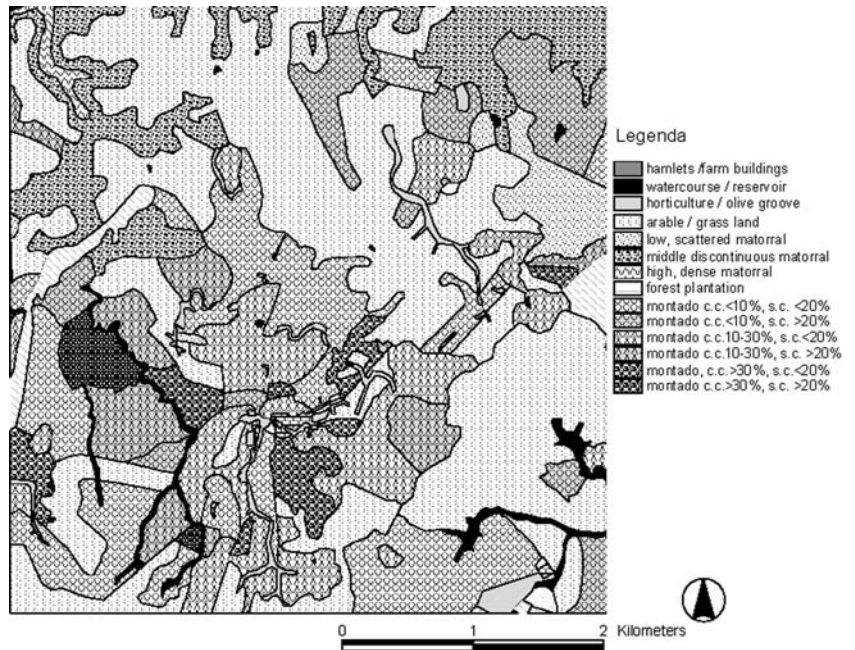 Legenda
hamlets /farm buildings
watercourse / reservoir
horticulture / olive groove
arable / grass land
low, scattered matorral
middle discontinuous matorral
high, dense matorral
forest plantation
montado c.c.<10%, s.c. <20%
montado c.c.<10%, s.c. >20%
montado c.c.10-30%, s.c.<20%
montado c.c.10-30%, s.c. >20%
montado, c.c.>30%, s.c.<20%
montado c.c.>30%, s.c. >20%
0 1 2 Kilometers